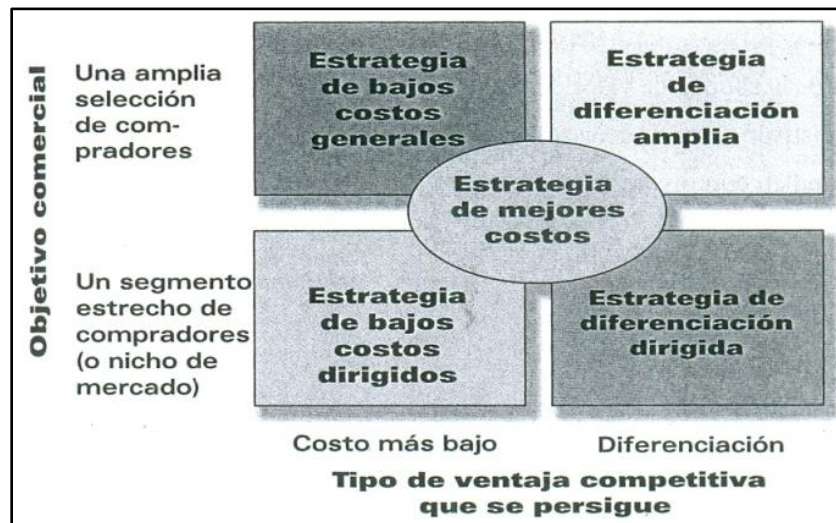 Objetivo comercial
Una amplia
selección
de com-
pradores
Estrategia
de bajos
costos
generales
Estrategia
de
diferenciación
amplia
Estrategia
de mejores
costos
Un segmento
estrecho de
compradores
(o nicho de
mercado)
Estrategia
de bajos
costos
dirigidos
Estrategia de
diferenciación
dirigida
Costo más bajo
Diferenciación
Tipo de ventaja competitiva
que se persigue